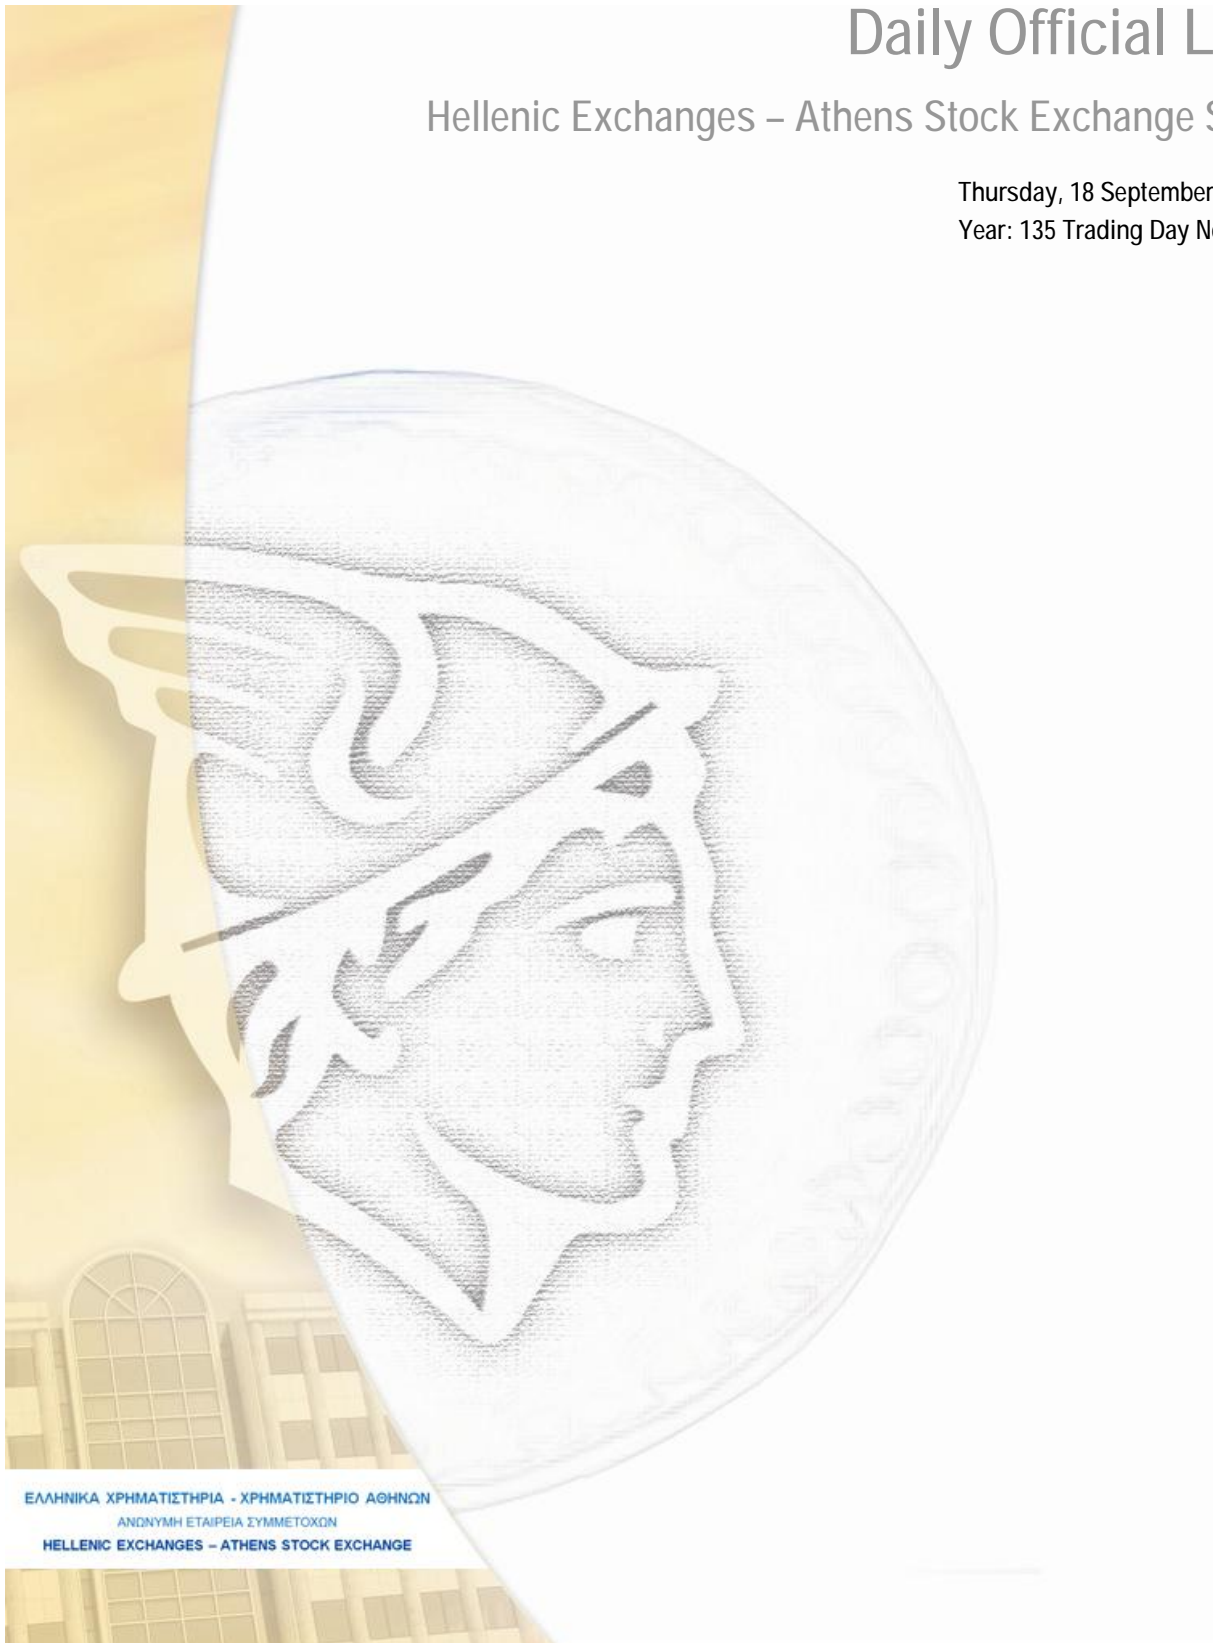 Daily Official L
Hellenic Exchanges – Athens Stock Exchange S
Thursday, 18 September
Year: 135 Trading Day N
ΕΛΛΗΝΙΚΑ ΧΡΗΜΑΤΙΣΤΗΡΙΑ - ΧΡΗΜΑΤΙΣΤΗΡΙΟ ΑΘΗΝΩΝ
ΑΝΩΝΥΜΗ ΕΤΑΙΡΕΙΑ ΣΥΜΜΕΤΟΧΩΝ
HELLENIC EXCHANGES – ATHENS STOCK EXCHANGE